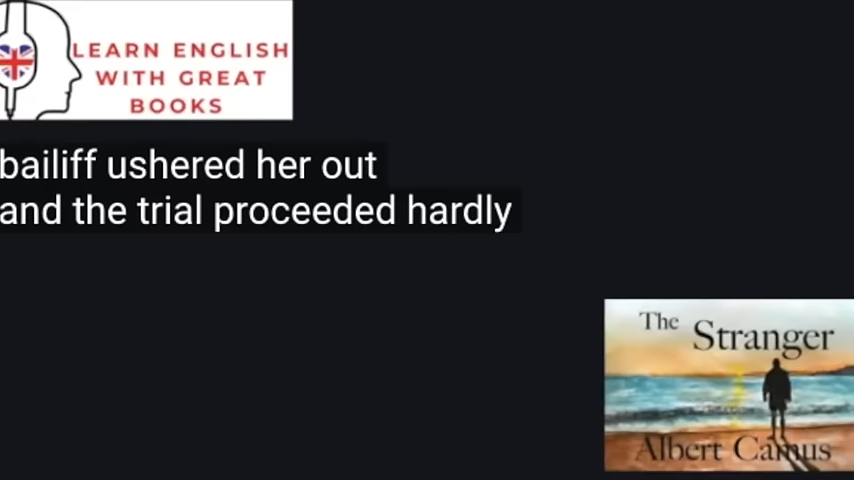 LEARN ENGLISH
WITH GREAT
BOOKS
bailiff ushered her out
and the trial proceeded hardly
The Stranger
Albert Camus